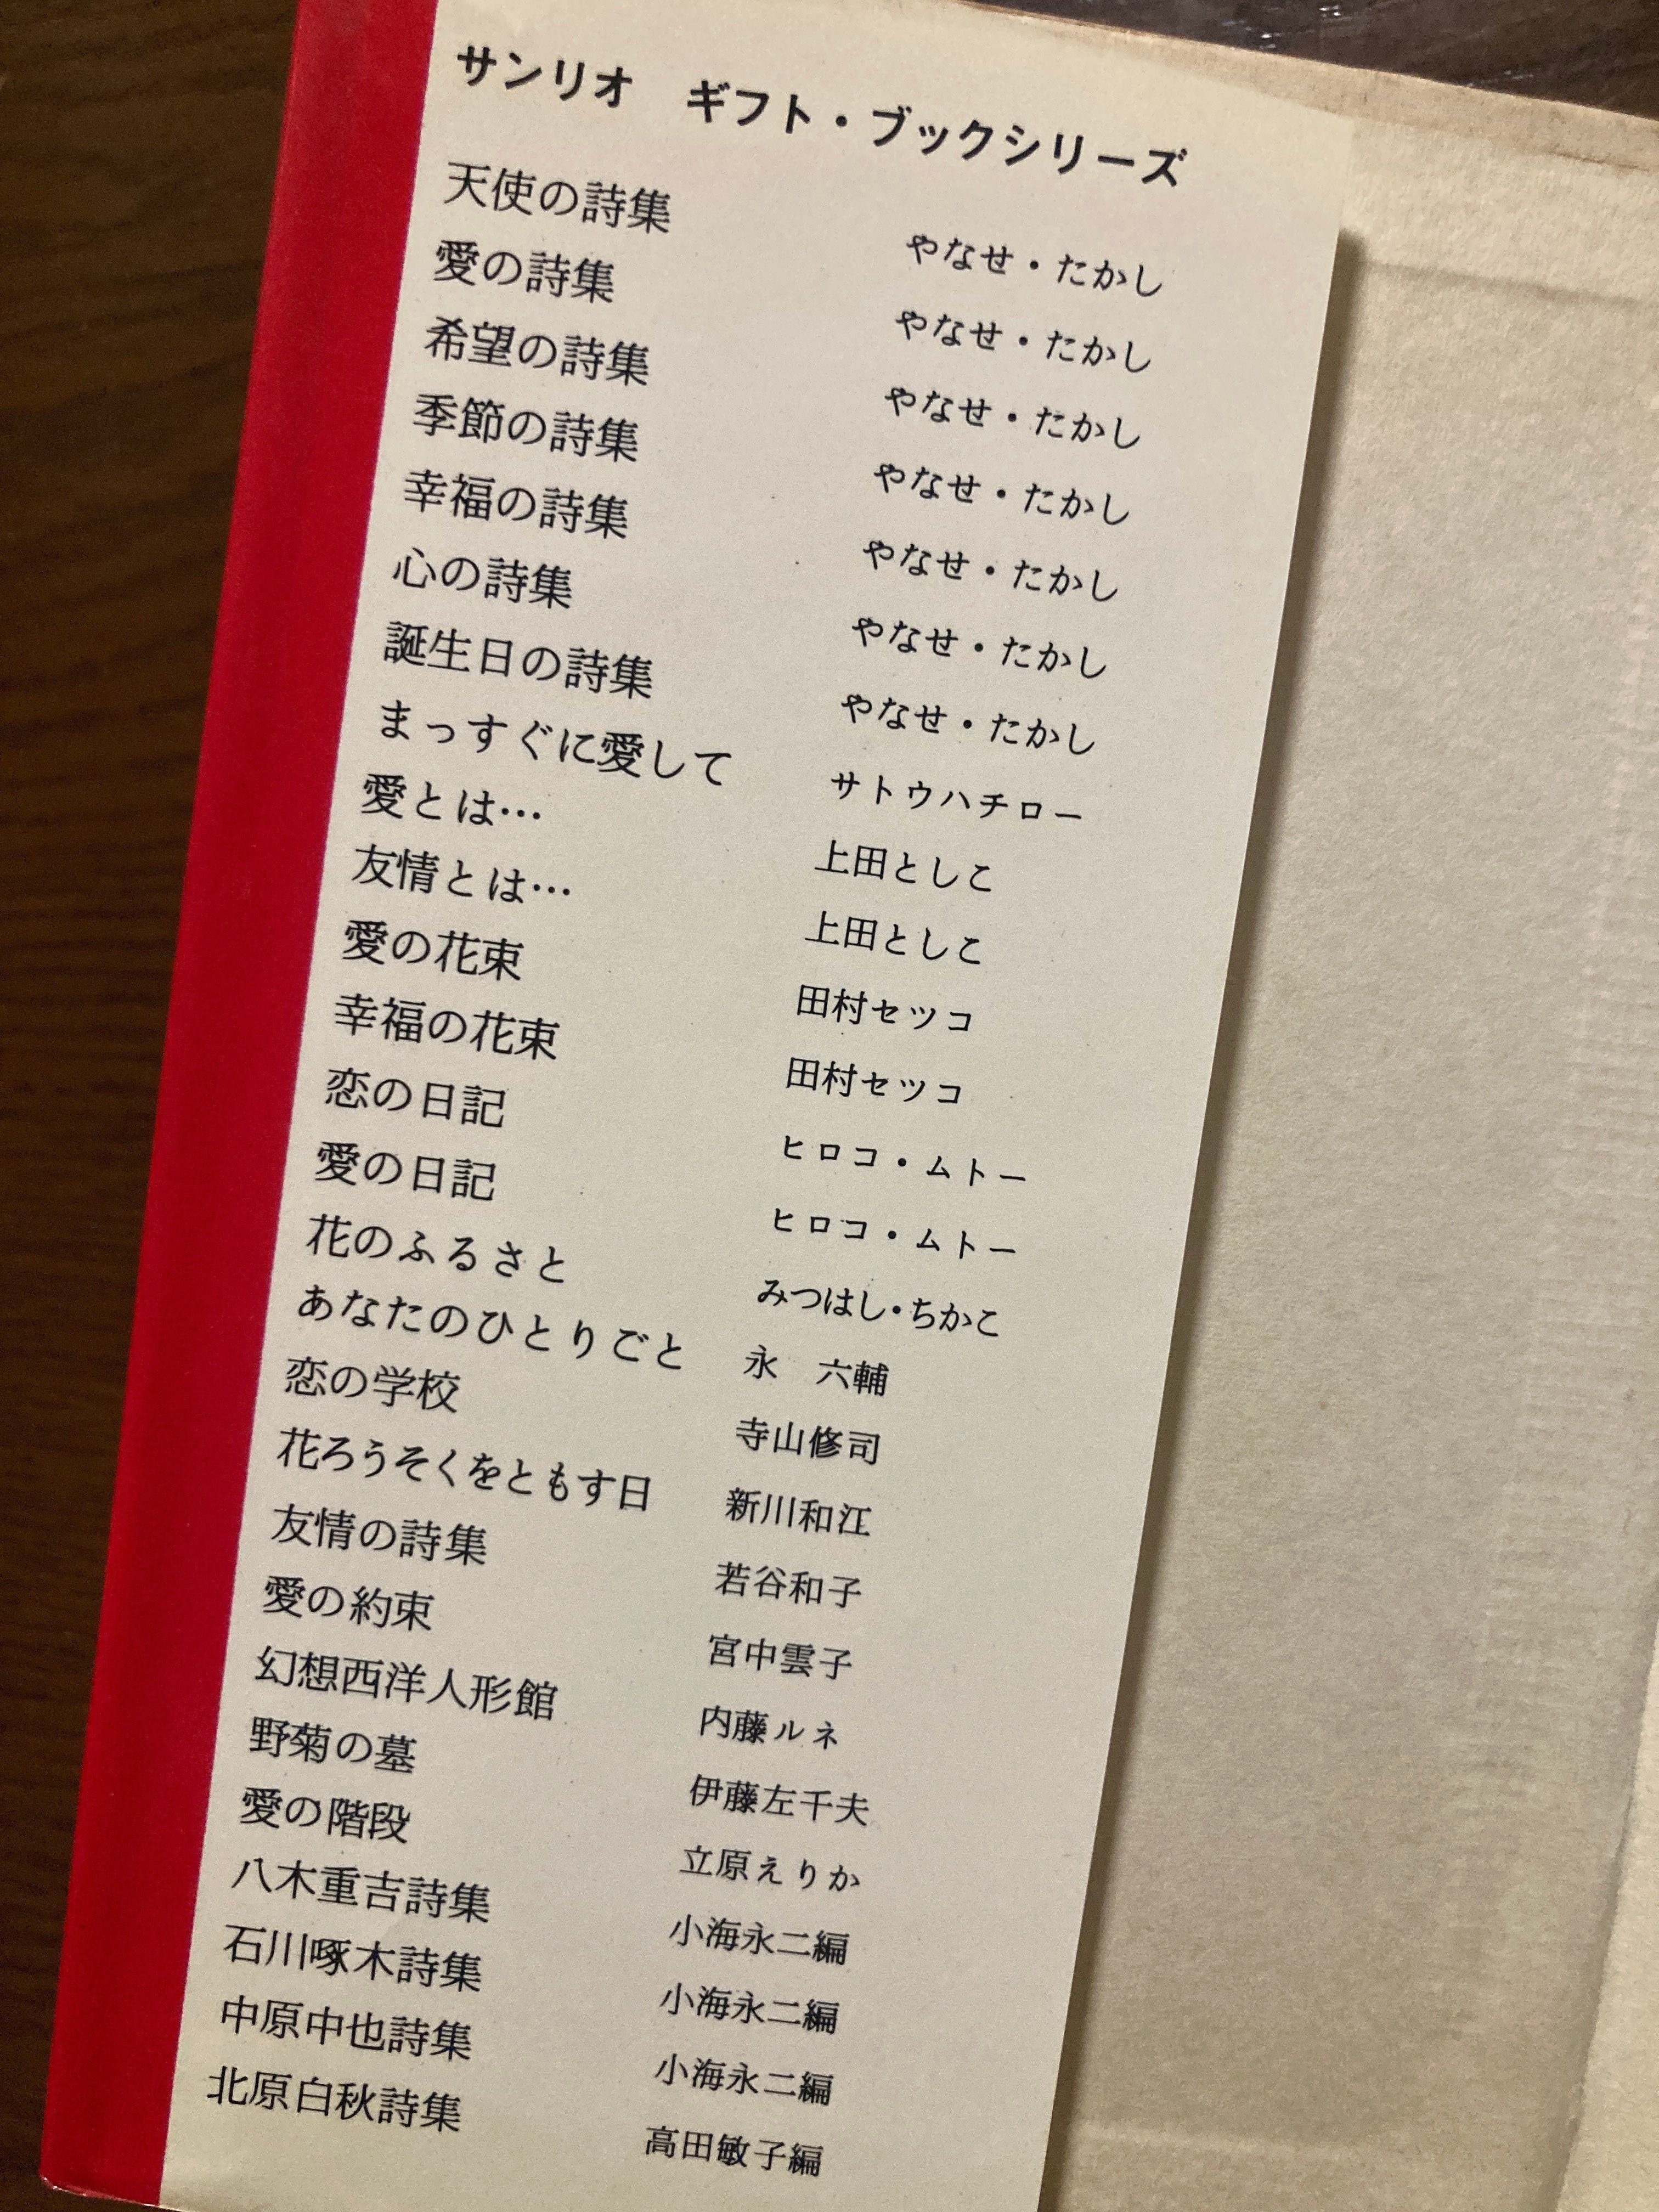 サンリオ　ギフト・ブックシリーズ
天使の詩集　やなせ・たかし
愛の詩集　やなせ・たかし
希望の詩集　やなせ・たかし
季節の詩集　やなせ・たかし
幸福の詩集　やなせ・たかし
心の詩集　やなせ・たかし
誕生日の詩集　やなせ・たかし
まっすぐに愛して　サトウハチロー
愛とは…　上田としこ
友情とは…　上田としこ
愛の花束　田村セツコ
幸福の花束　田村セツコ
恋の日記　ヒロコ・ムトー
愛の日記　ヒロコ・ムトー
花のふるさと　みつはし・ちかこ
あなたのひとりごと　永　六輔
恋の学校　寺山修司
花ろうそくをともす日　新川和江
友情の詩集　若谷和子
愛の約束　宮中雲子
幻想西洋人形館　内藤ルネ
野菊の墓　伊藤左千夫
愛の階段　立原えりか
八木重吉詩集　小海永二編
石川啄木詩集　小海永二編
中原中也詩集　小海永二編
北原白秋詩集　高田敏子編